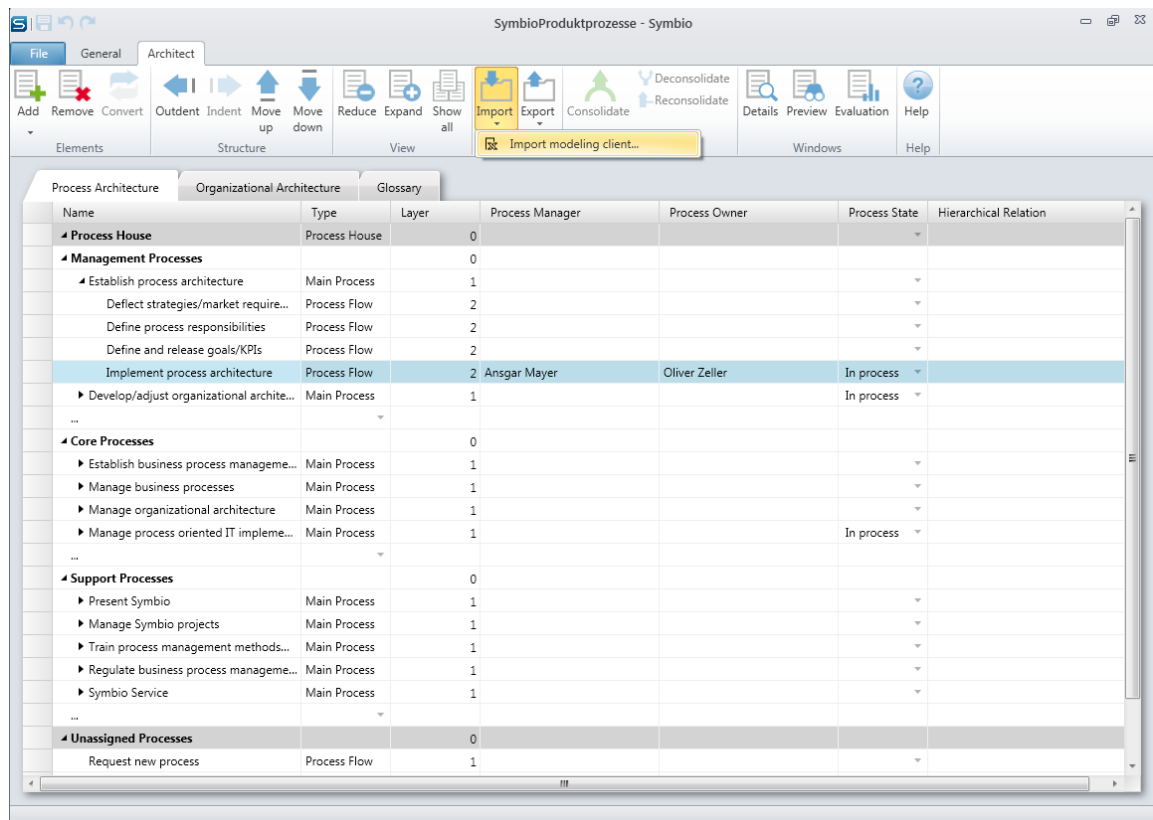 SymbioProduktprozesse - Symbio
File General Architect
Add Remove Convert Outdent Indent Move up Move down Reduce Expand Show all Import Export Consolidate Deconsolidate Reconsolidate Details Preview Evaluation Help
Elements Structure View Windows Help
Import modeling client...
Process Architecture Organizational Architecture Glossary
Name Type Layer Process Manager Process Owner Process State Hierarchical Relation
Process House Process House 0
Management Processes 0
Establish process architecture Main Process 1
Deflect strategies/market require... Process Flow 2
Define process responsibilities Process Flow 2
Define and release goals/KPIs Process Flow 2
Implement process architecture Process Flow 2 Ansgar Mayer Oliver Zeller In process
Develop/adjust organizational archite... Main Process 1 In process
...
Core Processes 0
Establish business process manageme... Main Process 1
Manage business processes Main Process 1
Manage organizational architecture Main Process 1
Manage process oriented IT impleme... Main Process 1 In process
...
Support Processes 0
Present Symbio Main Process 1
Manage Symbio projects Main Process 1
Train process management methods... Main Process 1
Regulate business process manageme... Main Process 1
Symbio Service Main Process 1
...
Unassigned Processes 0
Request new process Process Flow 1